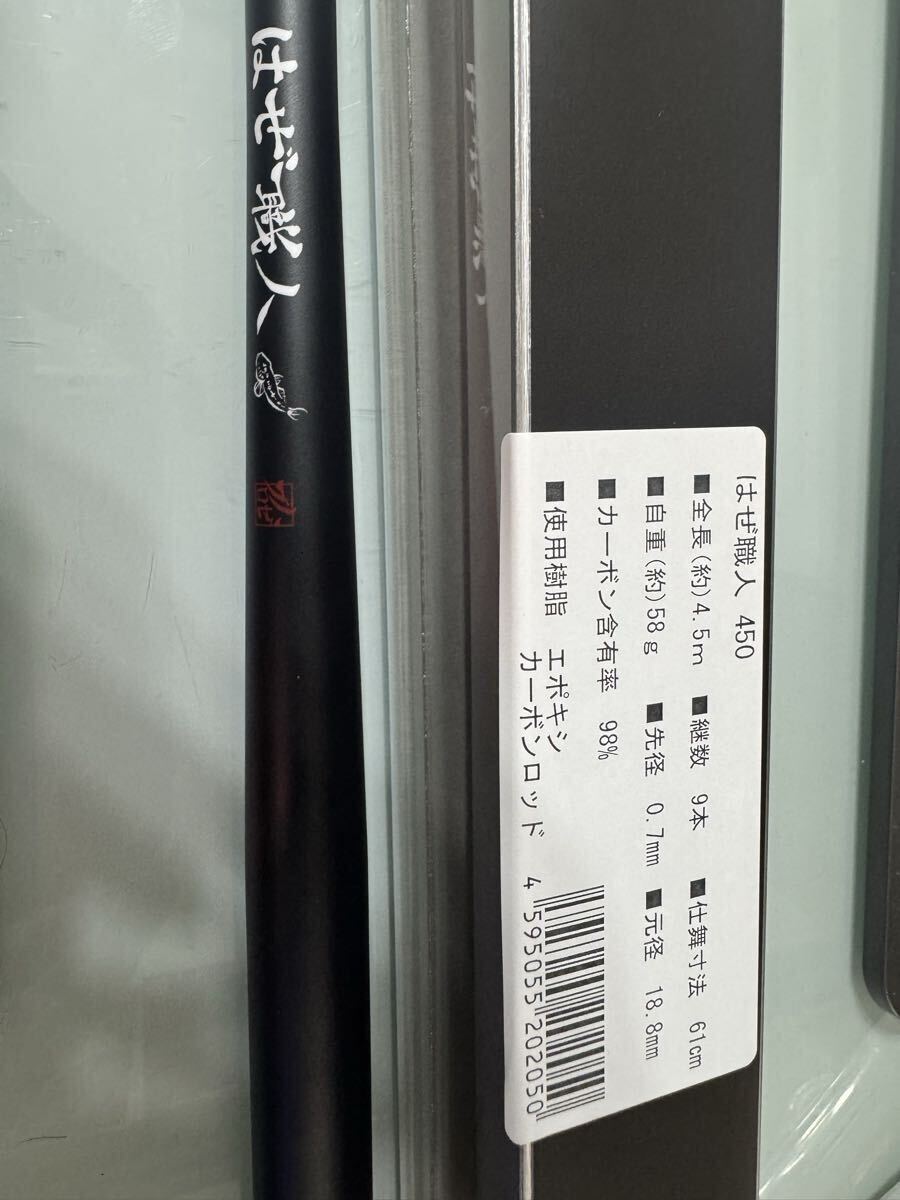 はぜ職人
はぜ職人 450
■全長(約)4.5m ■継数 9本 ■仕舞寸法 61cm
■自重(約)58g ■先径 0.7mm ■元径 18.8mm
■カーボン含有率 98%
■使用樹脂 エポキシ
カーボンロッド
4 595055 202050